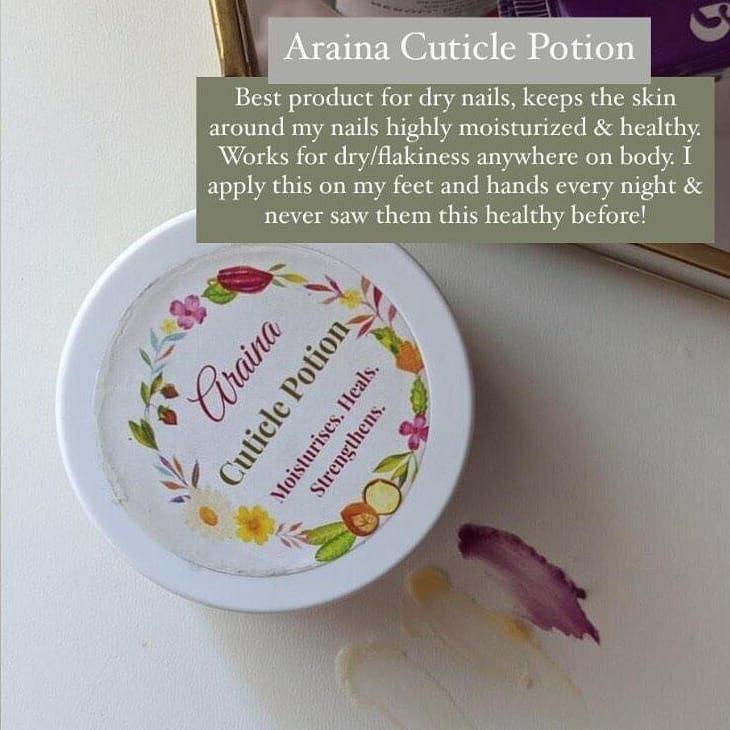 Araina Cuticle Potion
Best product for dry nails, keeps the skin
around my nails highly moisturized & healthy.
Works for dry/flakiness anywhere on body. I
apply this on my feet and hands every night &
never saw them this healthy before!
Araina
Cuticle Potion
Moisturises. Heals.
Strengthens.